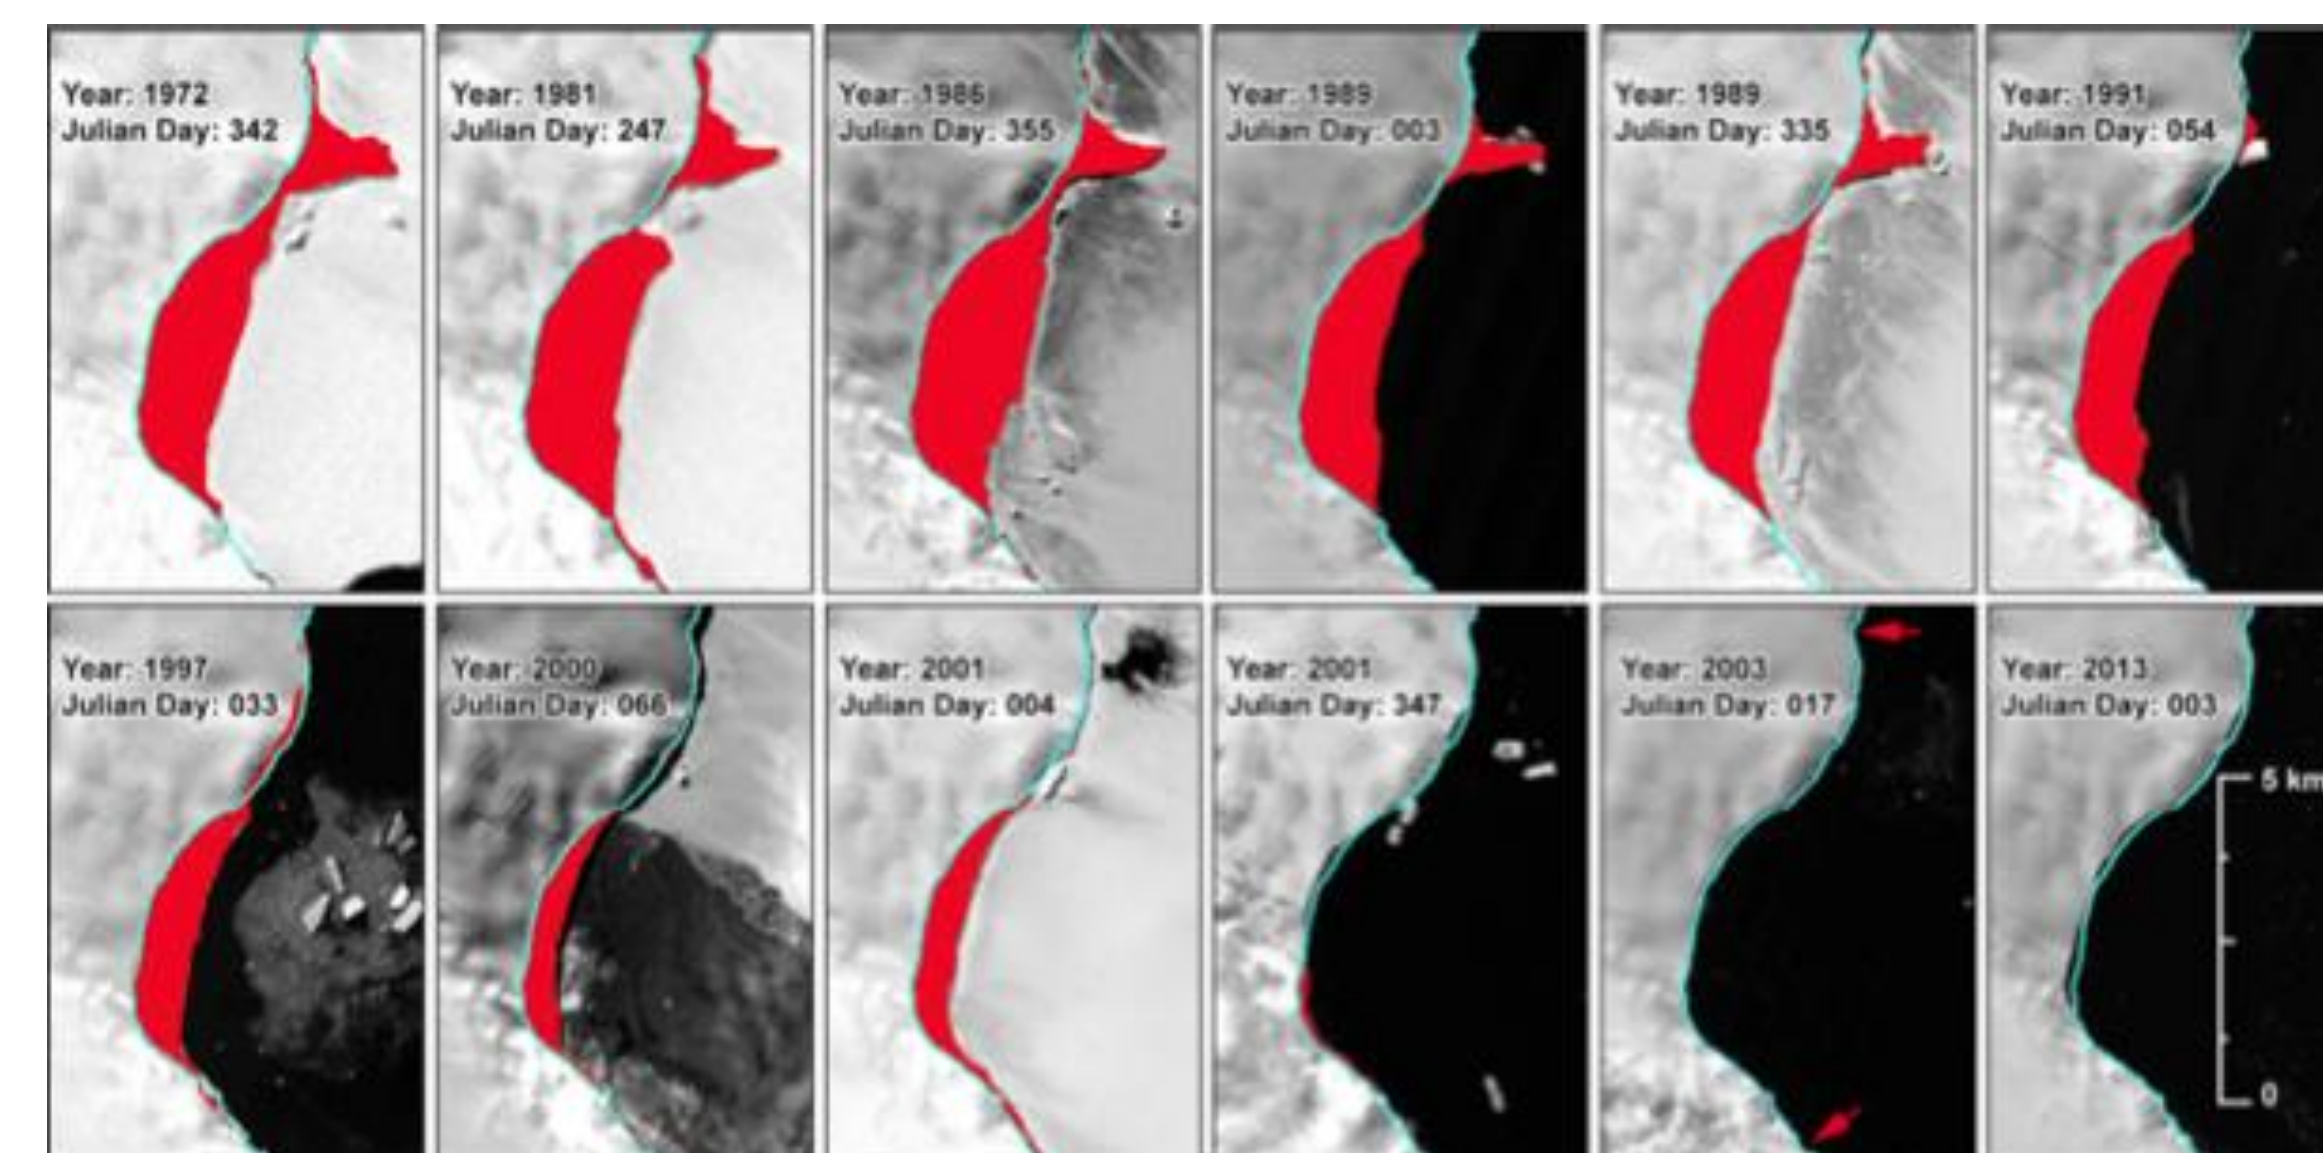 Year: 1972
Julian Day: 342
Year: 1981
Julian Day: 247
Year: 1986
Julian Day: 355
Year: 1989
Julian Day: 003
Year: 1989
Julian Day: 335
Year: 1991
Julian Day: 054
Year: 1997
Julian Day: 033
Year: 2000
Julian Day: 066
Year: 2001
Julian Day: 004
Year: 2001
Julian Day: 347
Year: 2003
Julian Day: 017
Year: 2013
Julian Day: 003
5 km
0